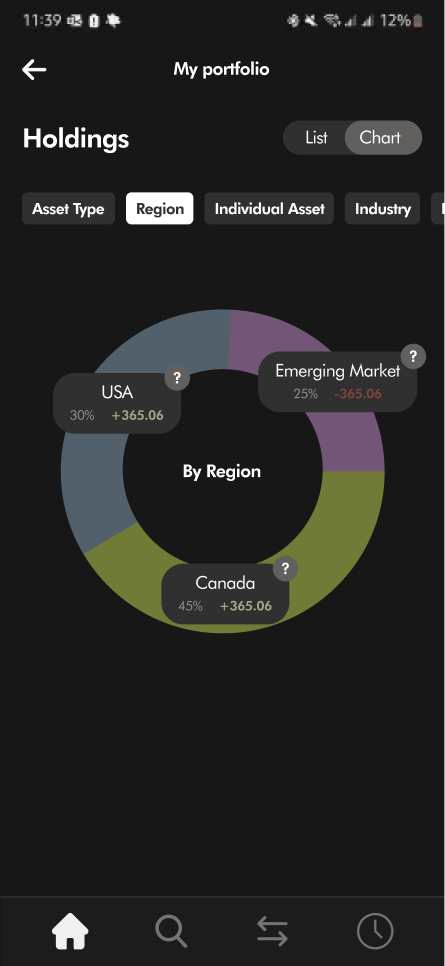 11:39 12%
My portfolio
Holdings
List Chart
Asset Type Region Individual Asset Industry
?
Emerging Market
25% -365.06
?
USA
30% +365.06
By Region
?
Canada
45% +365.06